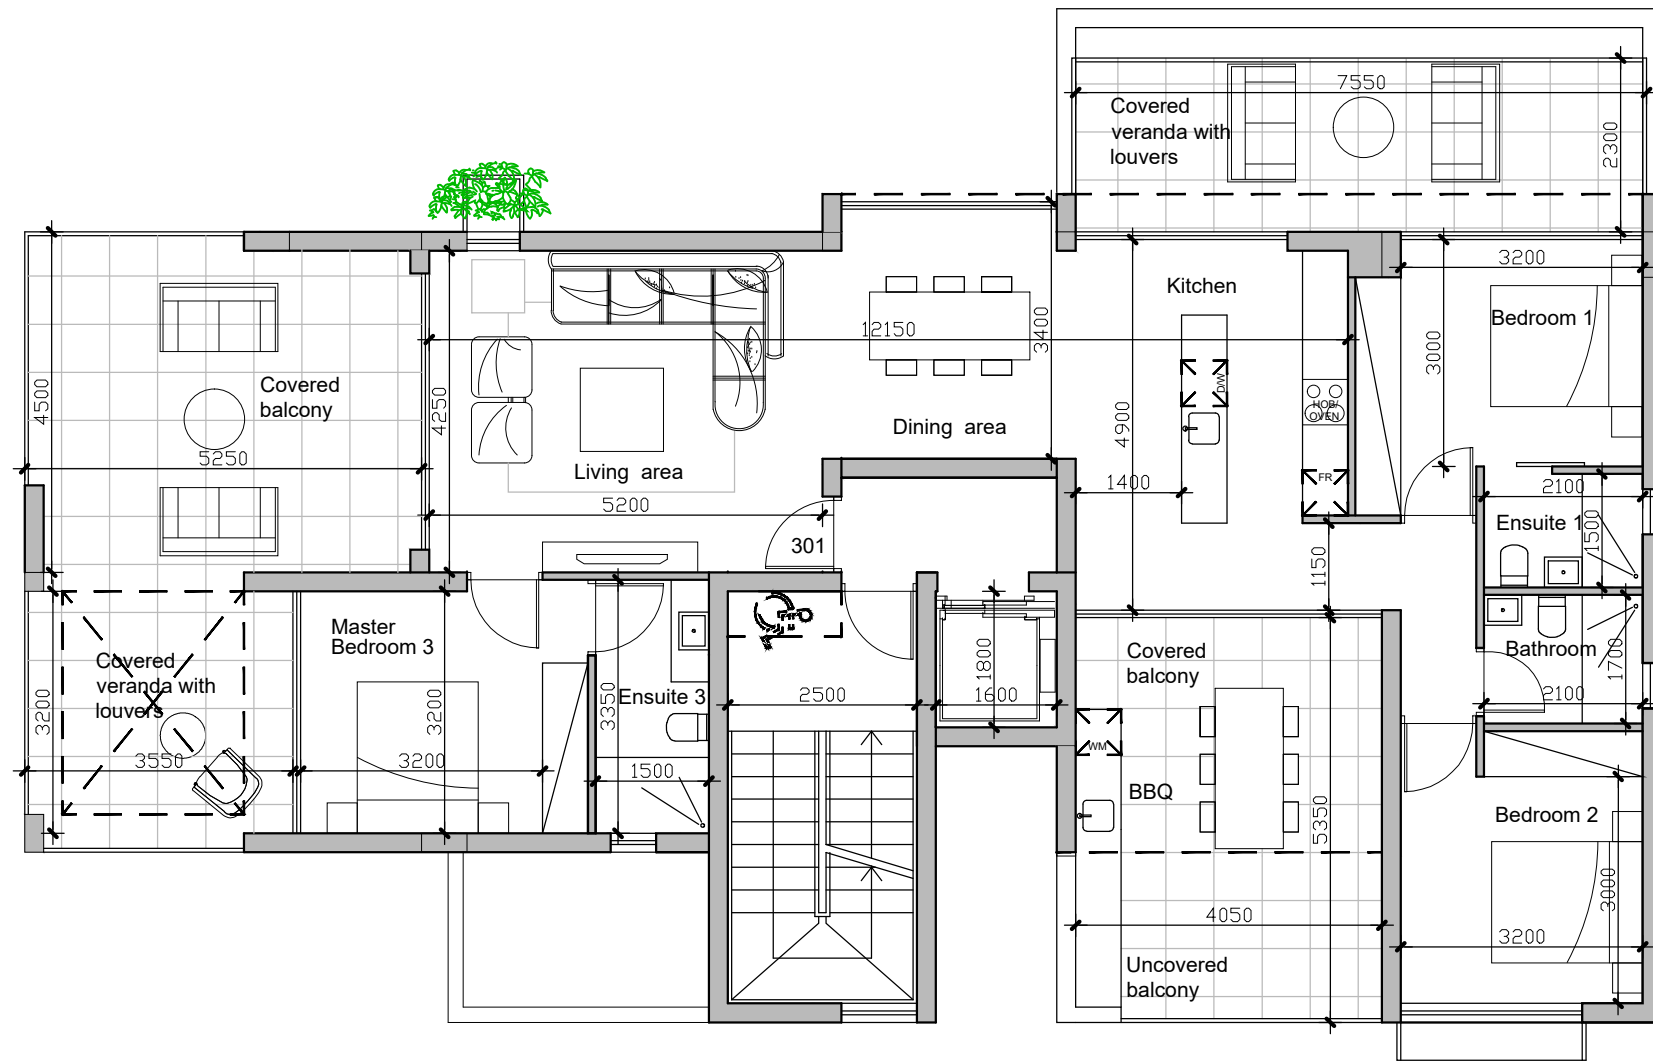 7550
Covered
veranda with
louvers
2300
3200
Kitchen
Bedroom 1
12150
3400
3000
D/W
HOB/
OVEN
Covered
balcony
4500
4250
4900
Dining area
5250
Living area
FR
1400
2100
5200
Ensuite 1
1500
301
1150
Master
Bedroom 3
Covered
veranda with
louvers
Covered
balcony
Bathroom
1700
1800
Ensuite 3
3350
3200
3200
2500
1600
2100
WM
3550
3200
1500
BBQ
5350
Bedroom 2
3000
4050
3200
Uncovered
balcony